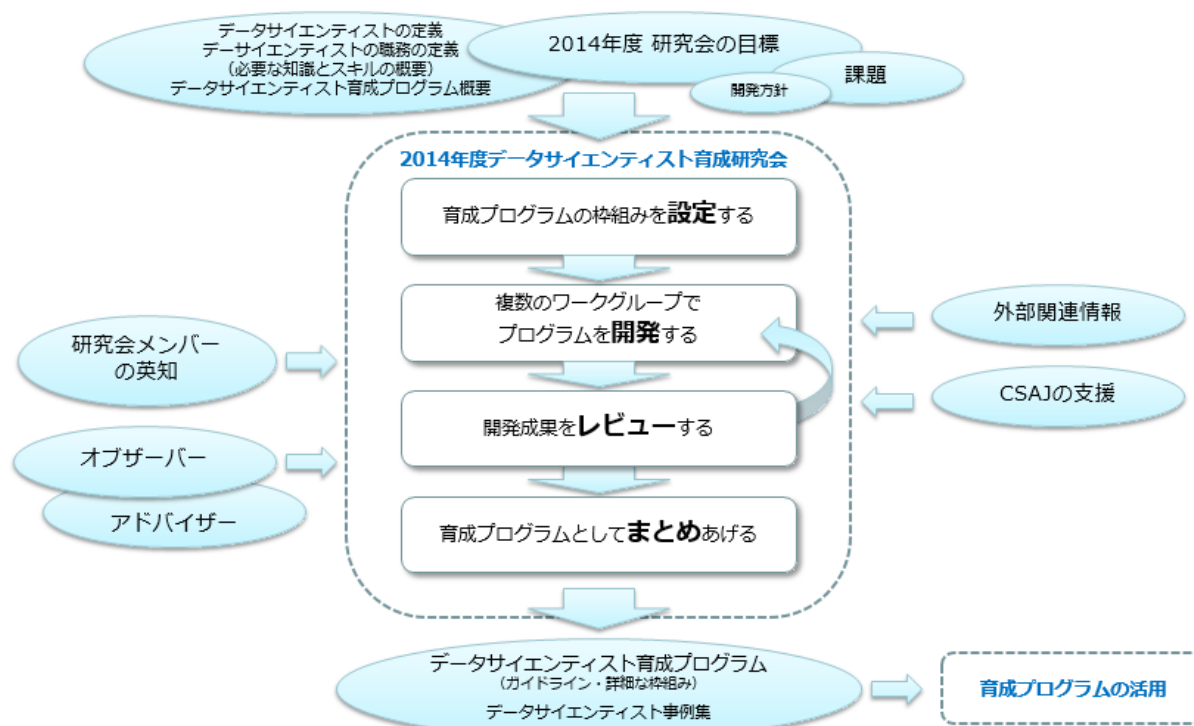 データサイエンティストの定義
デーサイエンティストの職務の定義
(必要な知識とスキルの概要)
データサイエンティスト育成プログラム概要
2014年度 研究会の目標
課題
開発方針
2014年度データサイエンティスト育成研究会
育成プログラムの枠組みを設定する
複数のワークグループで
プログラムを開発する
開発成果をレビューする
育成プログラムとしてまとめあげる
研究会メンバー
の英知
オブザーバー
アドバイザー
外部関連情報
CSAJの支援
データサイエンティスト育成プログラム
(ガイドライン・詳細な枠組み)
データサイエンティスト事例集
育成プログラムの活用